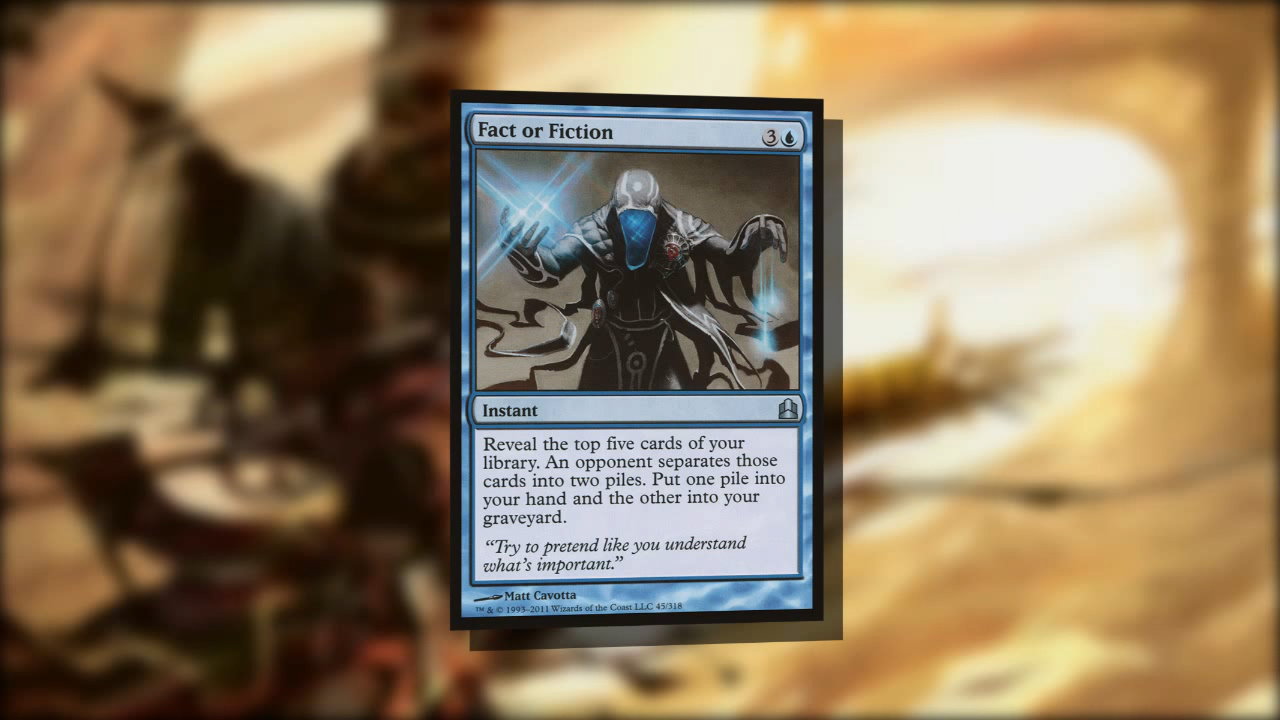 Fact or Fiction
3
Instant
Reveal the top five cards of your
library. An opponent separates those
cards into two piles. Put one pile into
your hand and the other into your
graveyard.
“Try to pretend like you understand
what’s important.”
Matt Cavotta
™ & © 1993–2011 Wizards of the Coast LLC 45/318